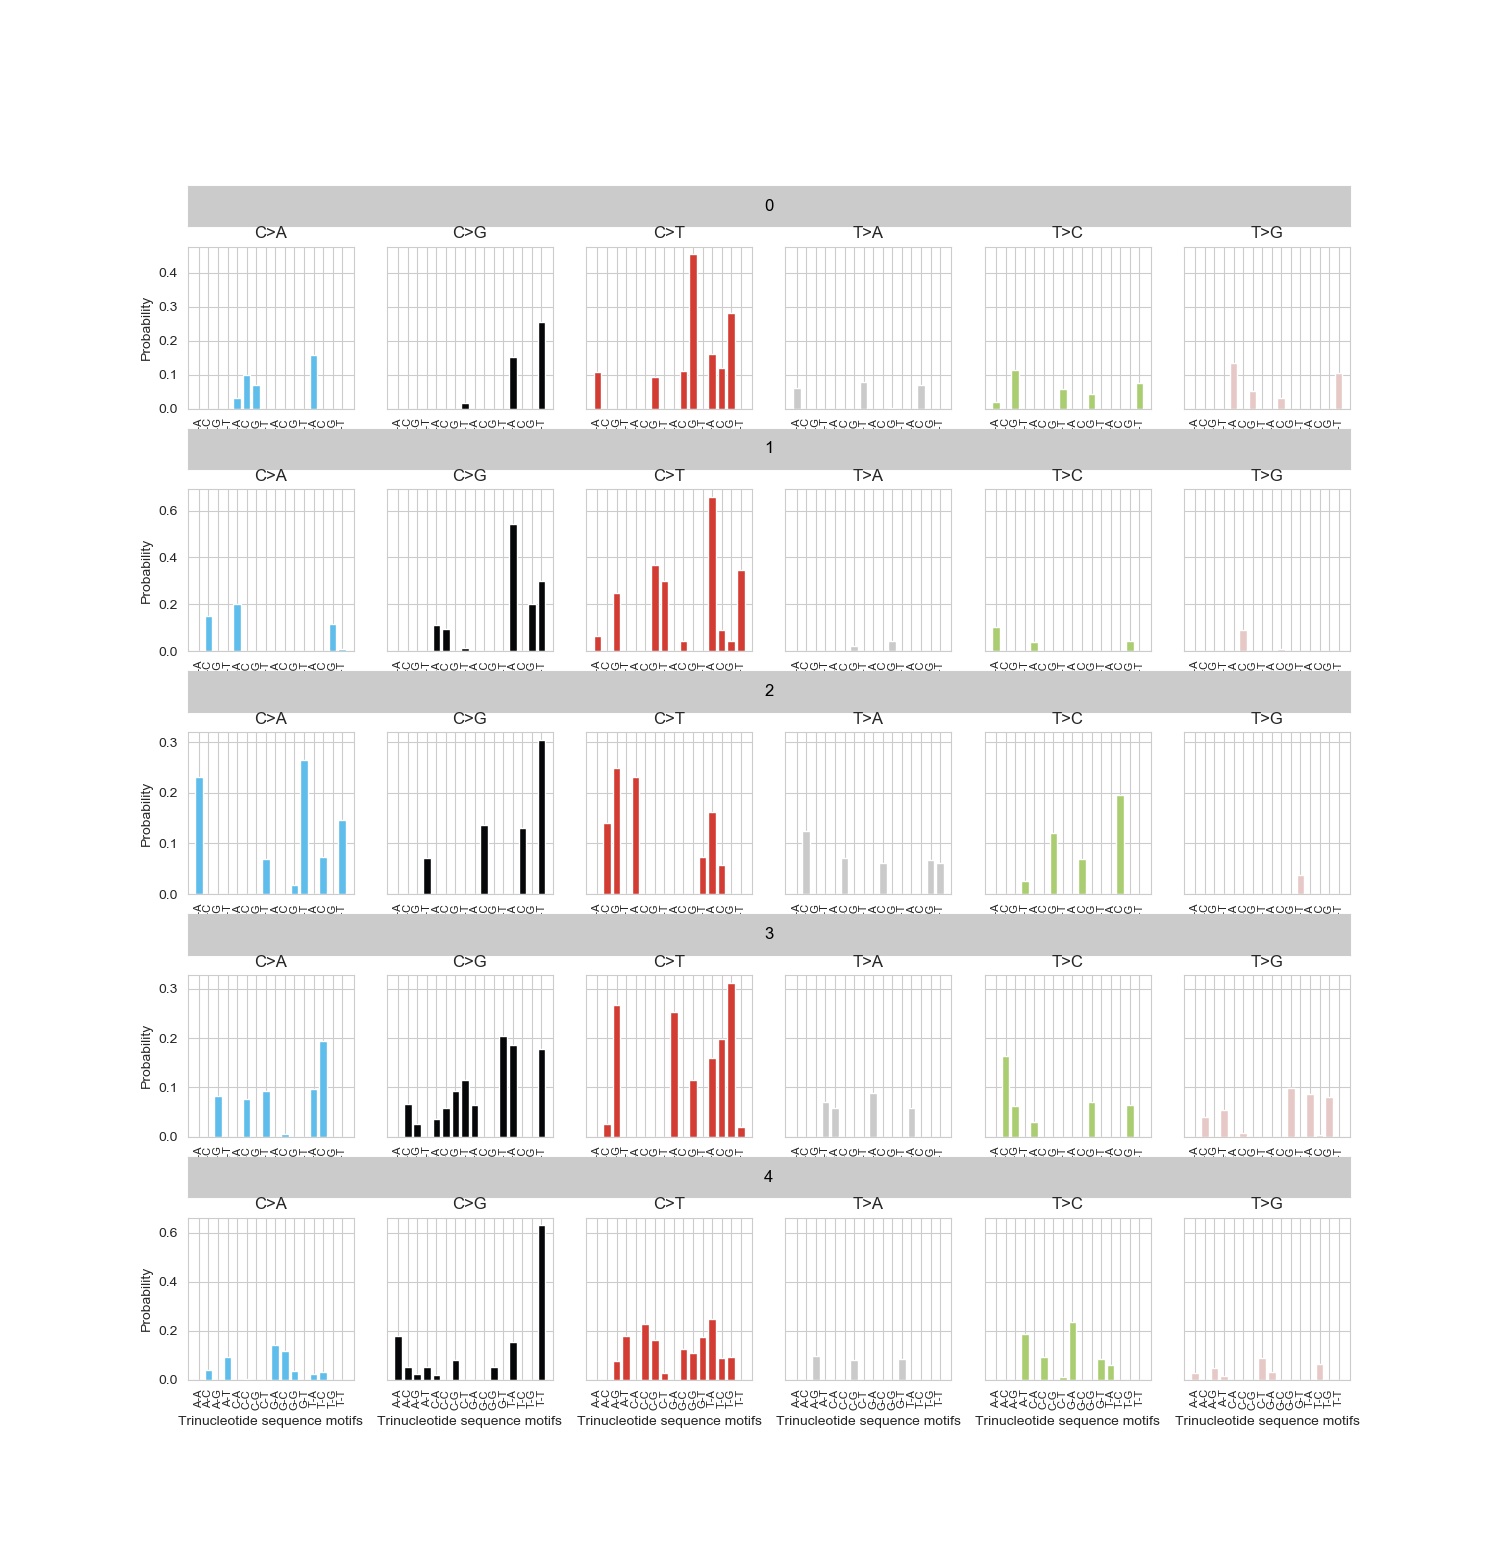 0
C>A C>G C>T T>A T>C T>G
Probability
0.4
0.3
0.2
0.1
0.0
1
C>A C>G C>T T>A T>C T>G
Probability
0.6
0.4
0.2
0.0
2
C>A C>G C>T T>A T>C T>G
Probability
0.3
0.2
0.1
0.0
3
C>A C>G C>T T>A T>C T>G
Probability
0.3
0.2
0.1
0.0
4
C>A C>G C>T T>A T>C T>G
Probability
0.6
0.4
0.2
0.0
A-A A-C A-G A-T C-A C-C C-G C-T G-A G-C G-G G-T T-A T-C T-G T-T
A-A A-C A-G A-T C-A C-C C-G C-T G-A G-C G-G G-T T-A T-C T-G T-T
A-A A-C A-G A-T C-A C-C C-G C-T G-A G-C G-G G-T T-A T-C T-G T-T
A-A A-C A-G A-T C-A C-C C-G C-T G-A G-C G-G G-T T-A T-C T-G T-T
A-A A-C A-G A-T C-A C-C C-G C-T G-A G-C G-G G-T T-A T-C T-G T-T
A-A A-C A-G A-T C-A C-C C-G C-T G-A G-C G-G G-T T-A T-C T-G T-T
Trinucleotide sequence motifs Trinucleotide sequence motifs Trinucleotide sequence motifs Trinucleotide sequence motifs Trinucleotide sequence motifs Trinucleotide sequence motifs